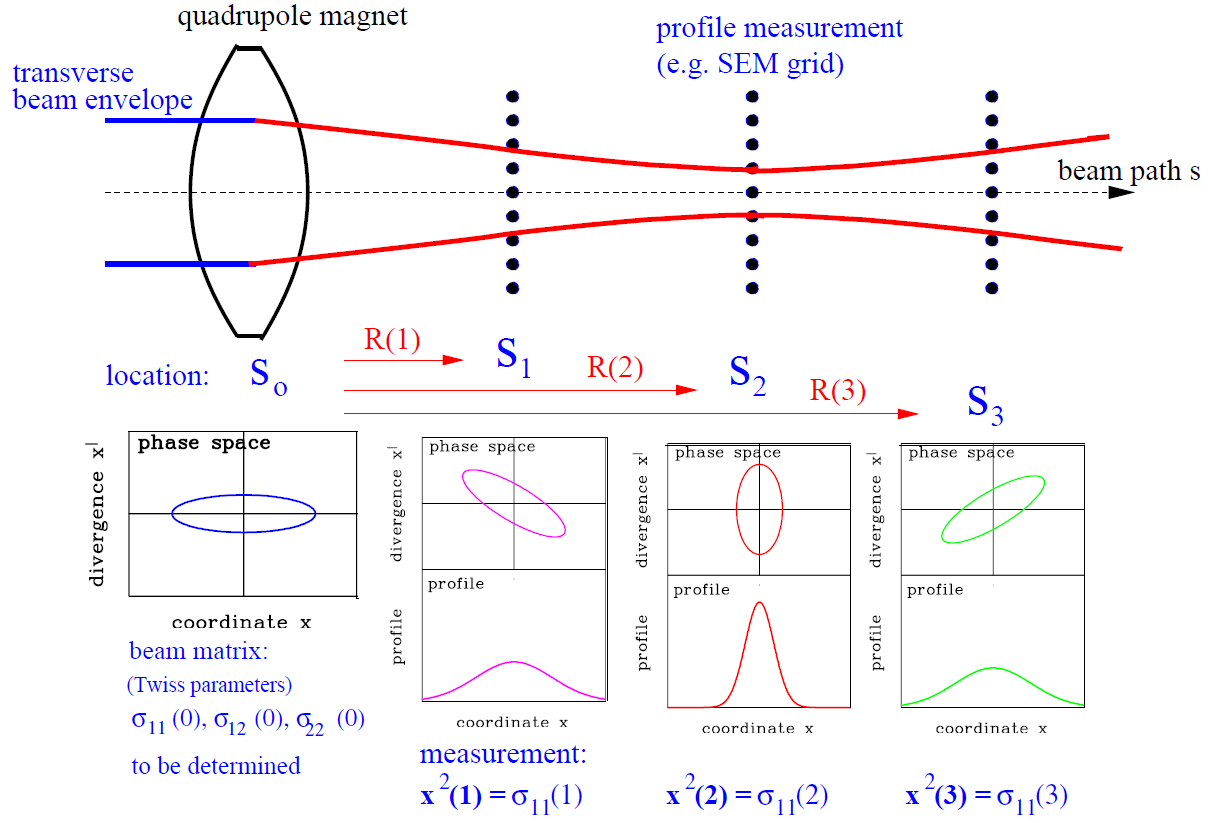 quadrupole magnet
transverse
beam envelope
profile measurement
(e.g. SEM grid)
beam path s
location:
S₀
R(1)
S₁
R(2)
S₂
R(3)
S₃
phase space
divergence x'
coordinate x
beam matrix:
(Twiss parameters)
σ₁₁ (0), σ₁₂ (0), σ₂₂ (0)
to be determined
phase space
divergence x'
profile
profile
coordinate x
measurement:
x²(1) = σ₁₁(1)
phase space
divergence x'
profile
profile
coordinate x
x²(2) = σ₁₁(2)
phase space
divergence x'
profile
profile
coordinate x
x²(3) = σ₁₁(3)